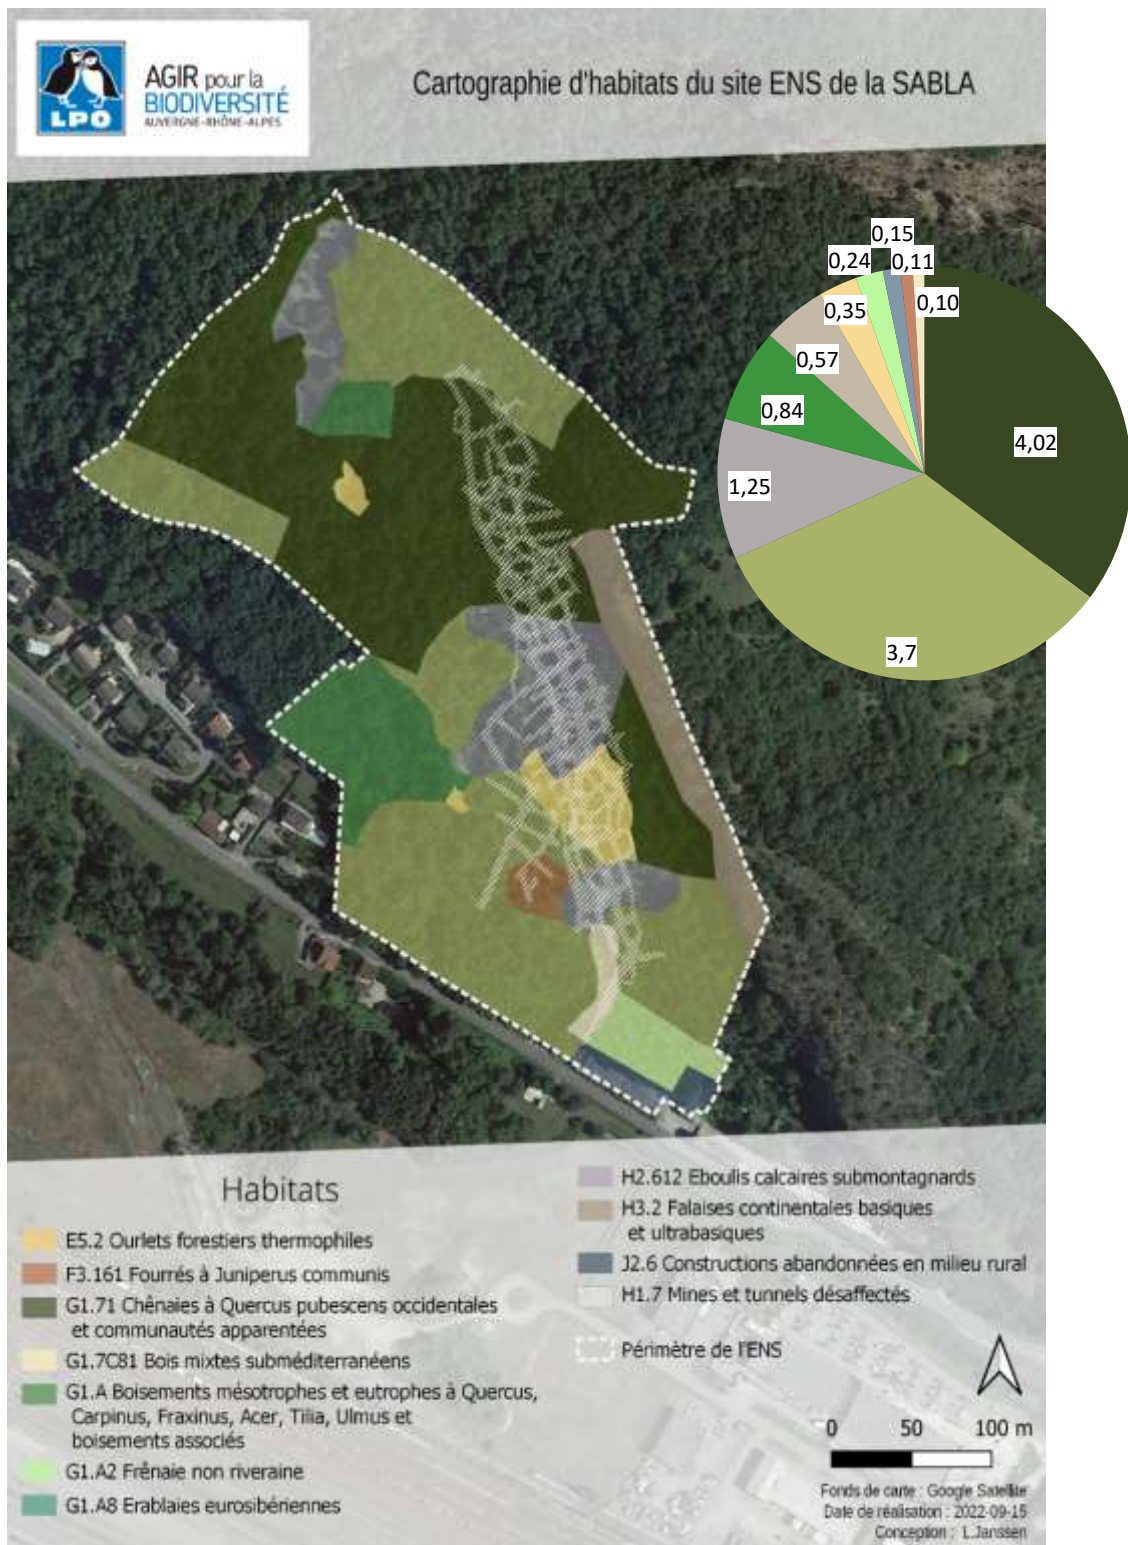 LPO
AGIR pour la
BIODIVERSITÉ
AUVERGNE-RHÔNE-ALPES
Cartographie d'habitats du site ENS de la SABLA
0,15
0,24
0,11
0,35
0,10
0,57
0,84
4,02
1,25
3,7
Habitats
E5.2 Ourlets forestiers thermophiles
F3.161 Fourrés à Juniperus communis
G1.71 Chênaies à Quercus pubescens occidentales
et communautés apparentées
G1.7C81 Bois mixtes subméditerranéens
G1.A Boisements mésotrophes et eutrophes à Quercus,
Carpinus, Fraxinus, Acer, Tilia, Ulmus et
boisements associés
G1.A2 Frênaie non riveraine
G1.A8 Erablaies eurosibériennes
H2.612 Eboulis calcaires submontagnards
H3.2 Falaises continentales basiques
et ultrabasiques
J2.6 Constructions abandonnées en milieu rural
H1.7 Mines et tunnels désaffectés
Périmètre de l'ENS
0 50 100 m
Fonds de carte : Google Satellite
Date de réalisation : 2022-09-15
Conception : L.Janssen